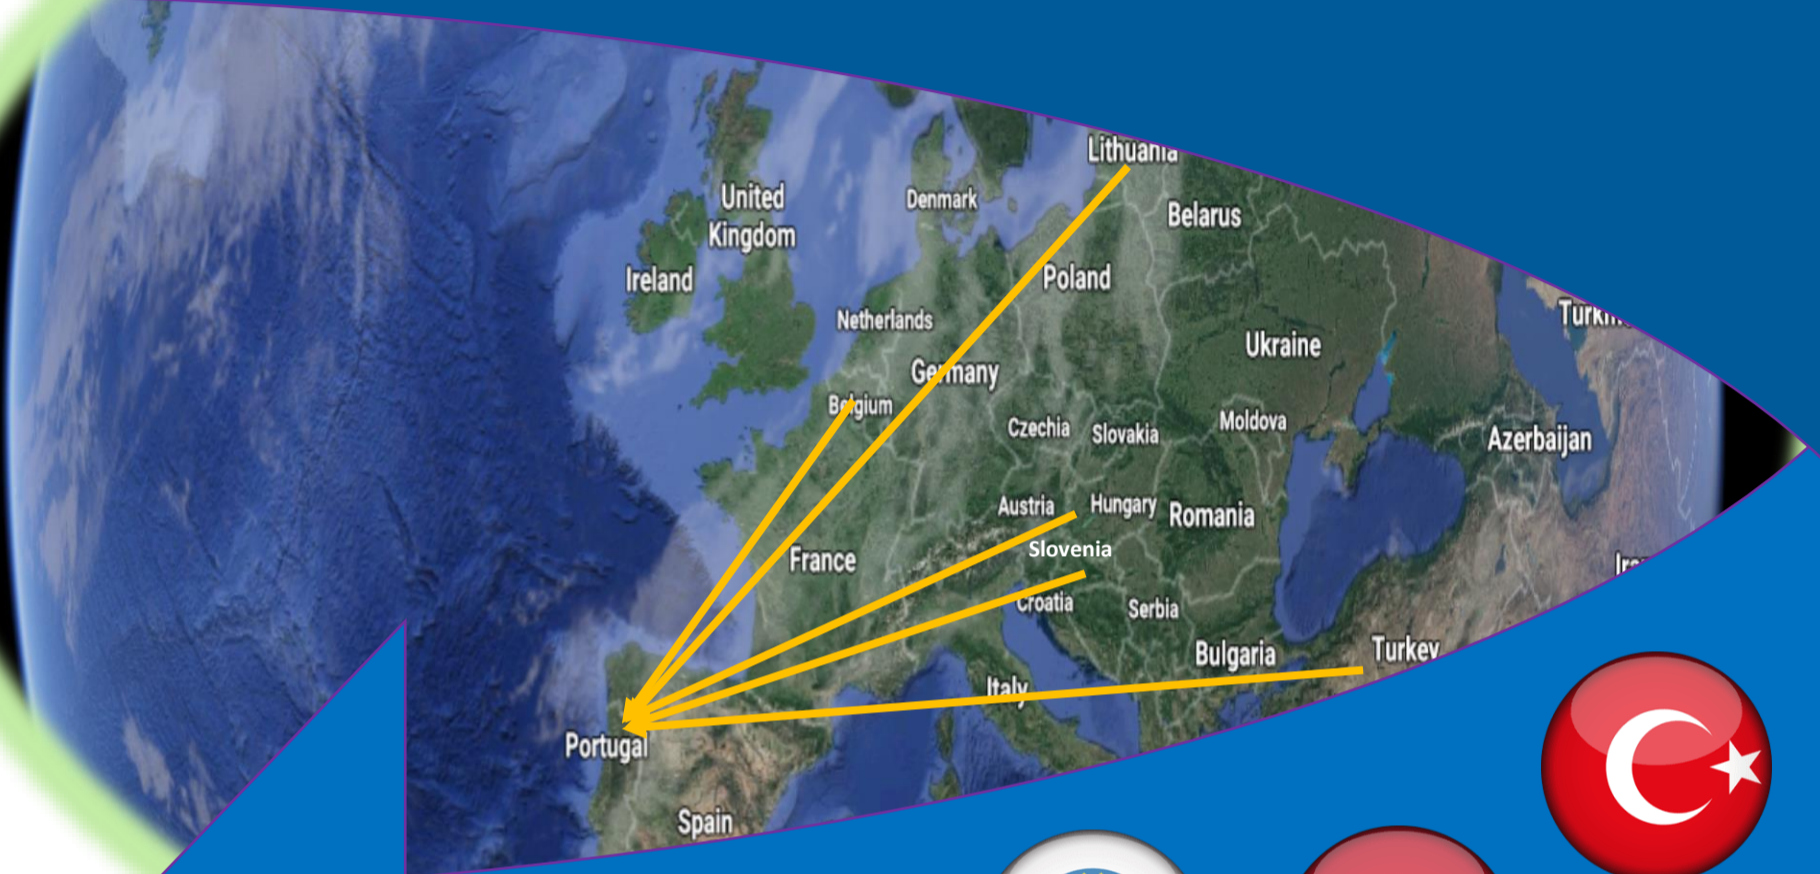 Lithuania
United
Kingdom
Denmark
Belarus
Ireland
Poland
Netherlands
Ukraine
Germany
Belgium
Czechia
Slovakia
Moldova
Azerbaijan
Austria
Hungary
Romania
Slovenia
France
Croatia
Serbia
Bulgaria
Turkey
Italy
Portugal
Spain